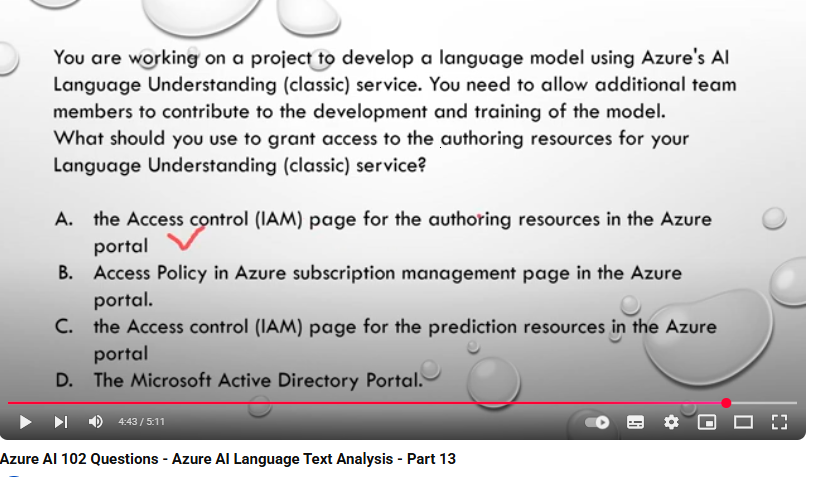 You are working on a project to develop a language model using Azure's AI
Language Understanding (classic) service. You need to allow additional team
members to contribute to the development and training of the model.
What should you use to grant access to the authoring resources for your
Language Understanding (classic) service?
A. the Access control (IAM) page for the authoring resources in the Azure
portal
B. Access Policy in Azure subscription management page in the Azure
portal.
C. the Access control (IAM) page for the prediction resources in the Azure
portal
D. The Microsoft Active Directory Portal.
4:43 / 5:11
Azure AI 102 Questions - Azure AI Language Text Analysis - Part 13